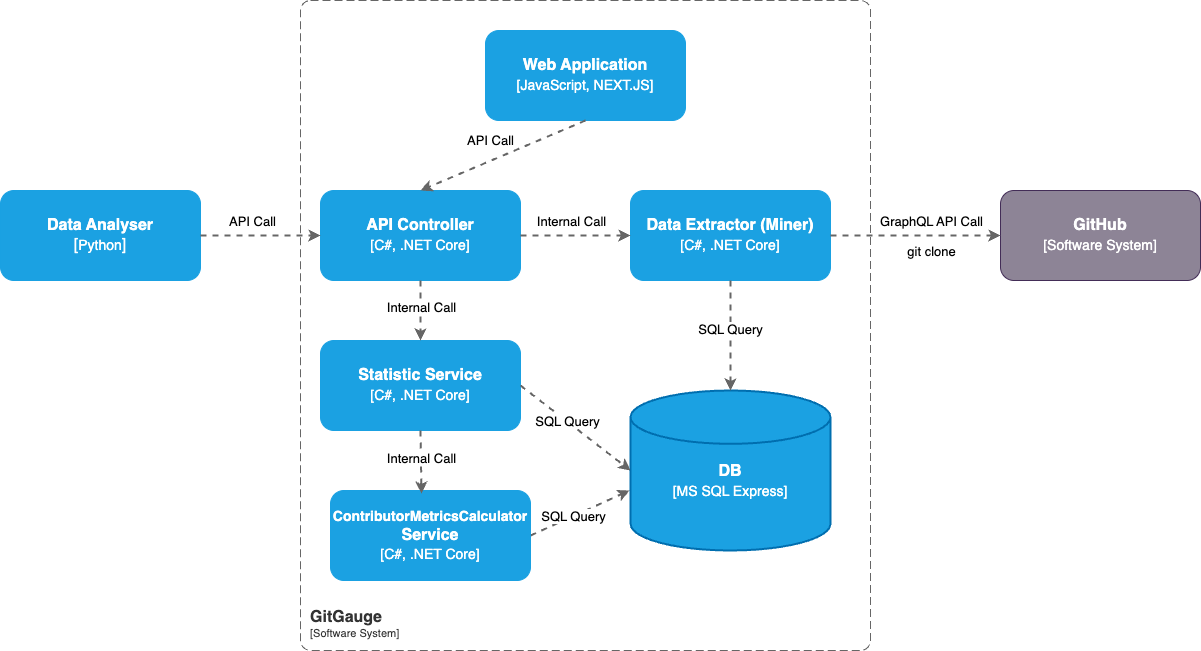 Web Application
[JavaScript, NEXT.JS]
API Call
Data Analyser
[Python]
API Call
API Controller
[C#, .NET Core]
Internal Call
Data Extractor (Miner)
[C#, .NET Core]
GraphQL API Call
git clone
GitHub
[Software System]
Internal Call
SQL Query
Statistic Service
[C#, .NET Core]
SQL Query
Internal Call
DB
[MS SQL Express]
ContributorMetricsCalculator
Service
[C#, .NET Core]
SQL Query
GitGauge
[Software System]